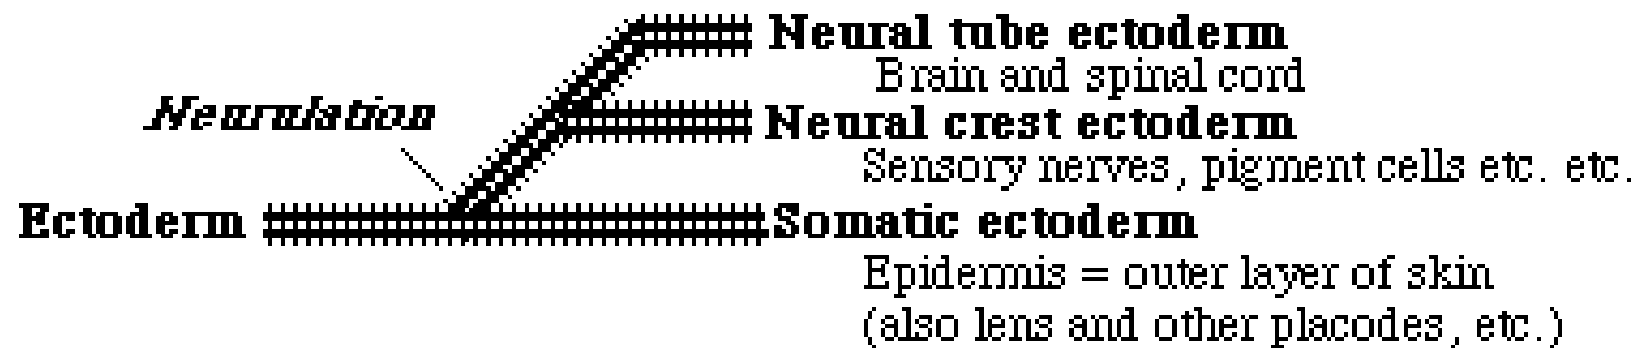 Neural tube ectoderm
Brain and spinal cord
Neurulation
Neural crest ectoderm
Sensory nerves, pigment cells etc. etc.
Ectoderm
Somatic ectoderm
Epidermis = outer layer of skin
(also lens and other placodes, etc.)